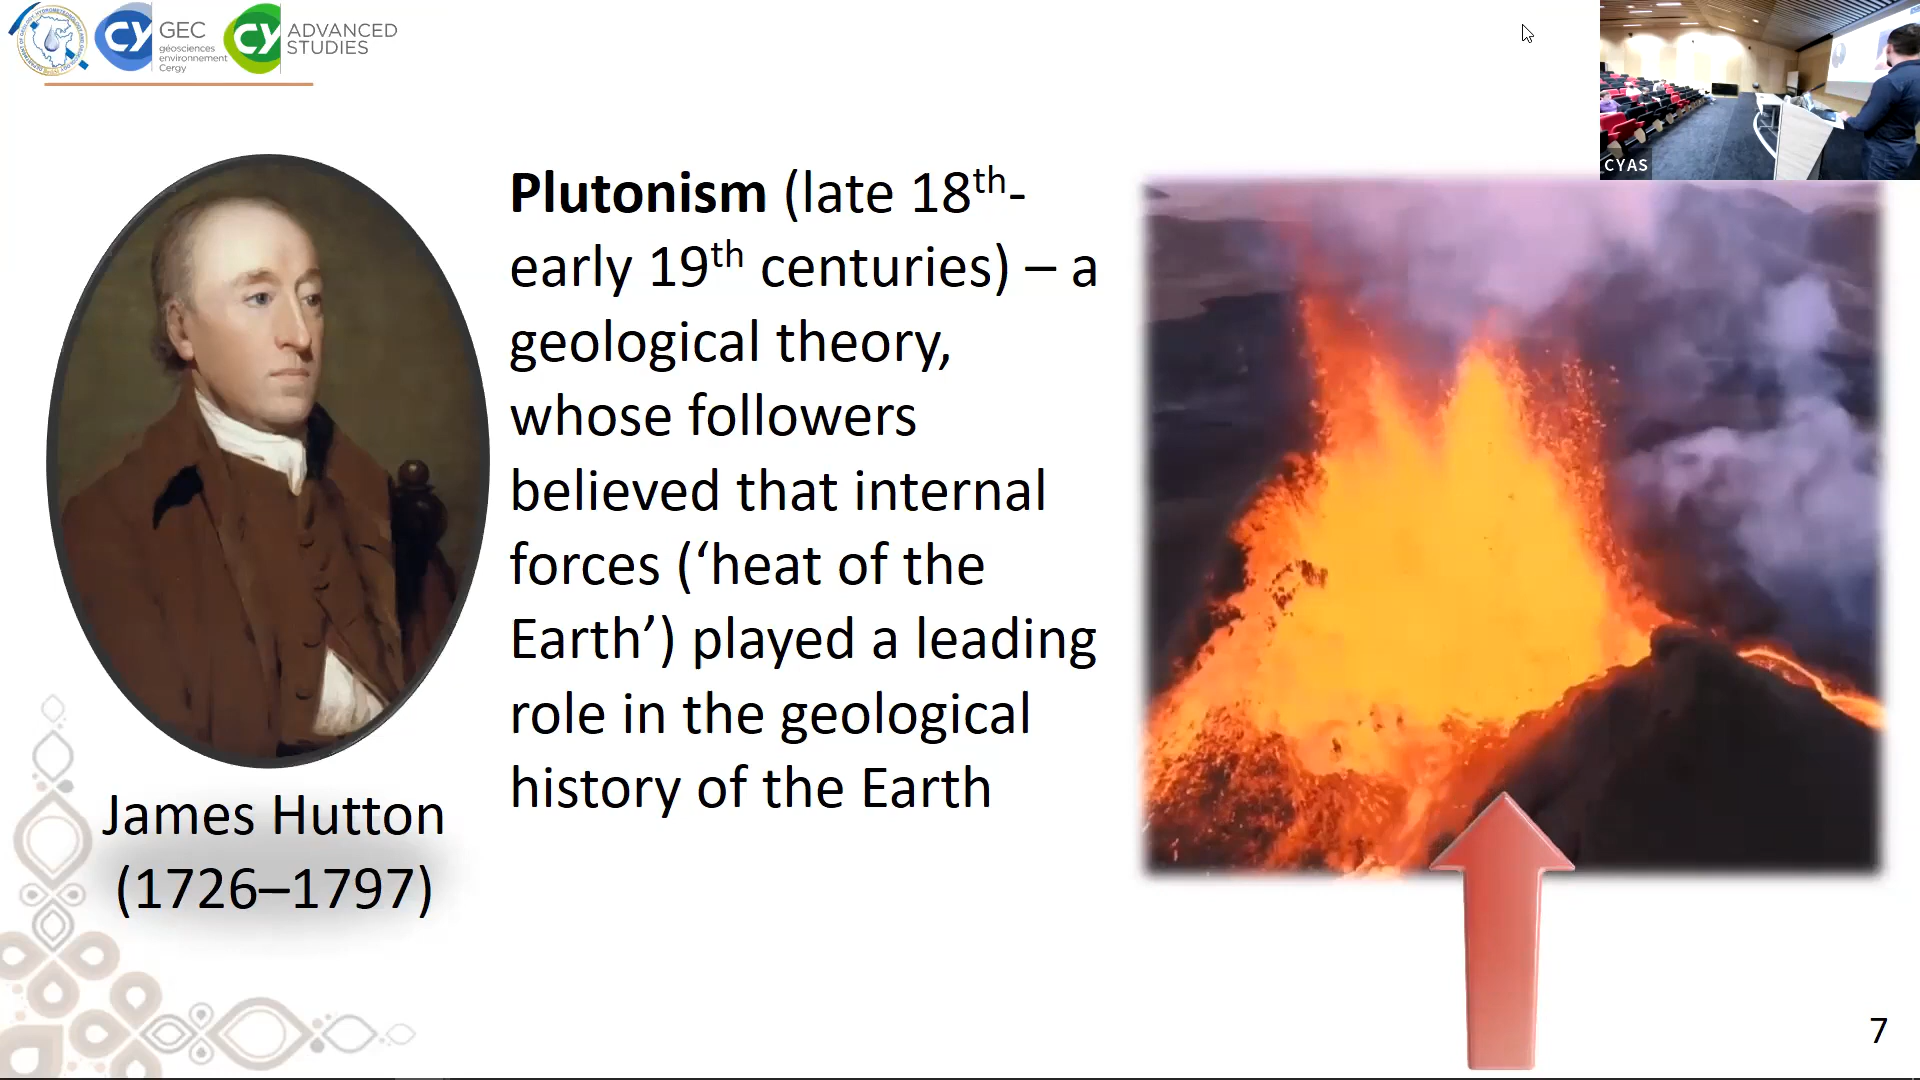 CY
GEC
géosciences
environnement
Cergy
CY
ADVANCED
STUDIES
CYAS
Plutonism (late 18th-
early 19th centuries) – a
geological theory,
whose followers
believed that internal
forces (‘heat of the
Earth’) played a leading
role in the geological
history of the Earth
James Hutton
(1726–1797)
7